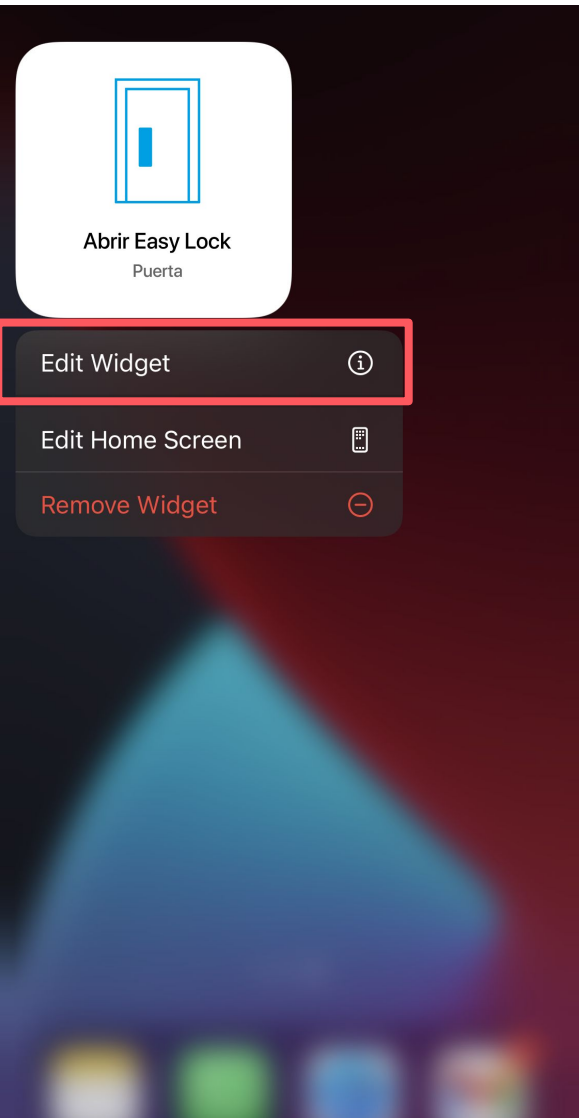 Abrir Easy Lock
Puerta
Edit Widget
Edit Home Screen
Remove Widget